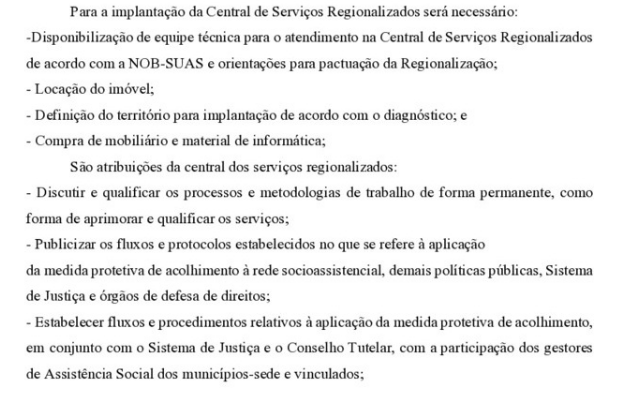 Para a implantação da Central de Serviços Regionalizados será necessário:
-Disponibilização de equipe técnica para o atendimento na Central de Serviços Regionalizados
de acordo com a NOB-SUAS e orientações para pactuação da Regionalização;
- Locação do imóvel;
- Definição do território para implantação de acordo com o diagnóstico; e
- Compra de mobiliário e material de informática;
São atribuições da central dos serviços regionalizados:
- Discutir e qualificar os processos e metodologias de trabalho de forma permanente, como
forma de aprimorar e qualificar os serviços;
- Publicizar os fluxos e protocolos estabelecidos no que se refere à aplicação
da medida protetiva de acolhimento à rede socioassistencial, demais políticas públicas, Sistema
de Justiça e órgãos de defesa de direitos;
- Estabelecer fluxos e procedimentos relativos à aplicação da medida protetiva de acolhimento,
em conjunto com o Sistema de Justiça e o Conselho Tutelar, com a participação dos gestores
de Assistência Social dos municípios-sede e vinculados;